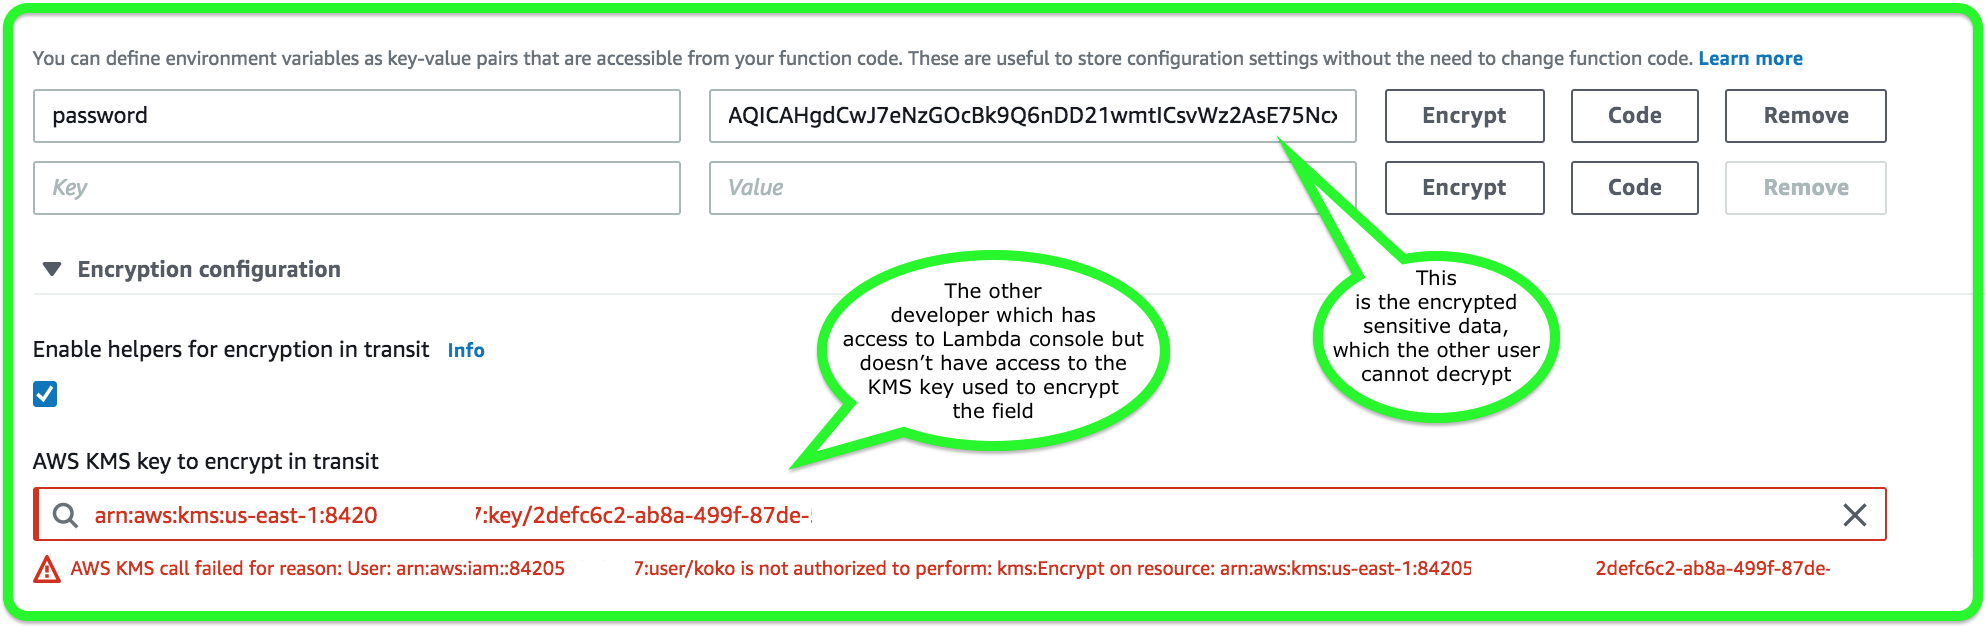 You can define environment variables as key-value pairs that are accessible from your function code. These are useful to store configuration settings without the need to change function code. Learn more
password AQICAHgdCwJ7eNzGOcBk9Q6nDD21wmtICsvWz2AsE75Ncx Encrypt Code Remove
Key Value Encrypt Code Remove
Encryption configuration
The other
developer which has
access to Lambda console but
doesn't have access to the
KMS key used to encrypt
the field
This
is the encrypted
sensitive data,
which the other user
cannot decrypt
Enable helpers for encryption in transit Info
AWS KMS key to encrypt in transit
arn:aws:kms:us-east-1:8420 7:key/2defc6c2-ab8a-499f-87de-
AWS KMS call failed for reason: User: arn:aws:iam::84205 7:user/koko is not authorized to perform: kms:Encrypt on resource: arn:aws:kms:us-east-1:84205 2defc6c2-ab8a-499f-87de-